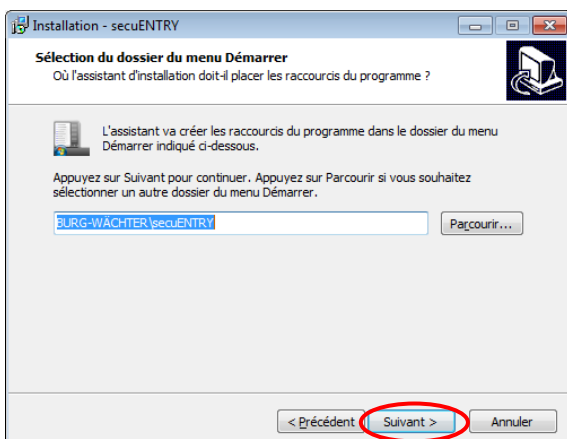 Installation - secuENTRY
Sélection du dossier du menu Démarrer
Où l'assistant d'installation doit-il placer les raccourcis du programme ?
L'assistant va créer les raccourcis du programme dans le dossier du menu
Démarrer indiqué ci-dessous.
Appuyez sur Suivant pour continuer. Appuyez sur Parcourir si vous souhaitez
sélectionner un autre dossier du menu Démarrer.
BURG-WÄCHTER\secuENTRY
Parcourir...
< Précédent
Suivant >
Annuler